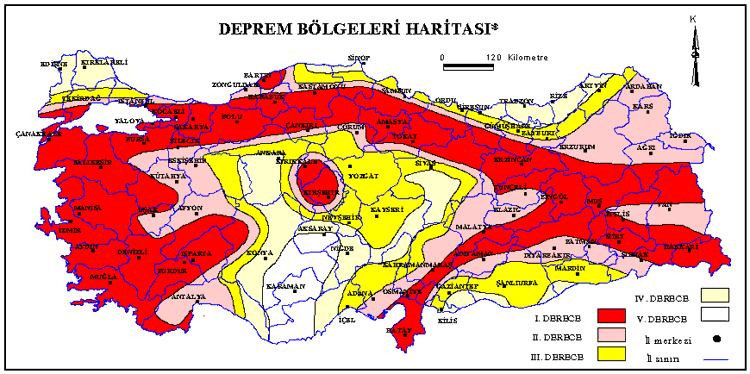 DEPREM BÖLGELERİ HARİTASI*
K
0 120 Kilometre
SİNOP
EDİRNE
KIRKLARELİ
BARTIN
ZONGULDAK
KASTAMONU
KARABÜK
SAMSUN
ARTVİN
ARDAHAN
TEKİRDAĞ
İSTANBUL
KOCAELİ
SAKARYA
YALOVA
BOLU
ÇANKIRI
ÇORUM
AMASYA
TOKAT
ORDU
GİRESUN
TRABZON
RİZE
GÜMÜŞHANE
BAYBURT
KARS
IĞDIR
AĞRI
ERZURUM
ERZİNCAN
ÇANAKKALE
BURSA
BİLECİK
ESKİŞEHİR
ANKARA
KIRIKKALE
YOZGAT
SİVAS
BALIKESİR
KÜTAHYA
KIRŞEHİR
TUNCELİ
BİNGÖL
MUŞ
VAN
BİTLİS
MANİSA
UŞAK
AFYON
NEVŞEHİR
KAYSERİ
ELAZIĞ
MALATYA
AKSARAY
İZMİR
AYDIN
DENİZLİ
ISPARTA
KONYA
NİĞDE
BATMAN
SİİRT
HAKKARİ
ŞIRNAK
DİYARBAKIR
ADIYAMAN
KAHRAMANMARAŞ
MARDİN
MUĞLA
BURDUR
ANTALYA
KARAMAN
ADANA
OSMANİYE
GAZİANTEP
ŞANLIURFA
İÇEL
KİLİS
HATAY
I. DERECE
II. DERECE
III. DERECE
IV. DERECE
V. DERECE
İl merkezi
İl sınırı